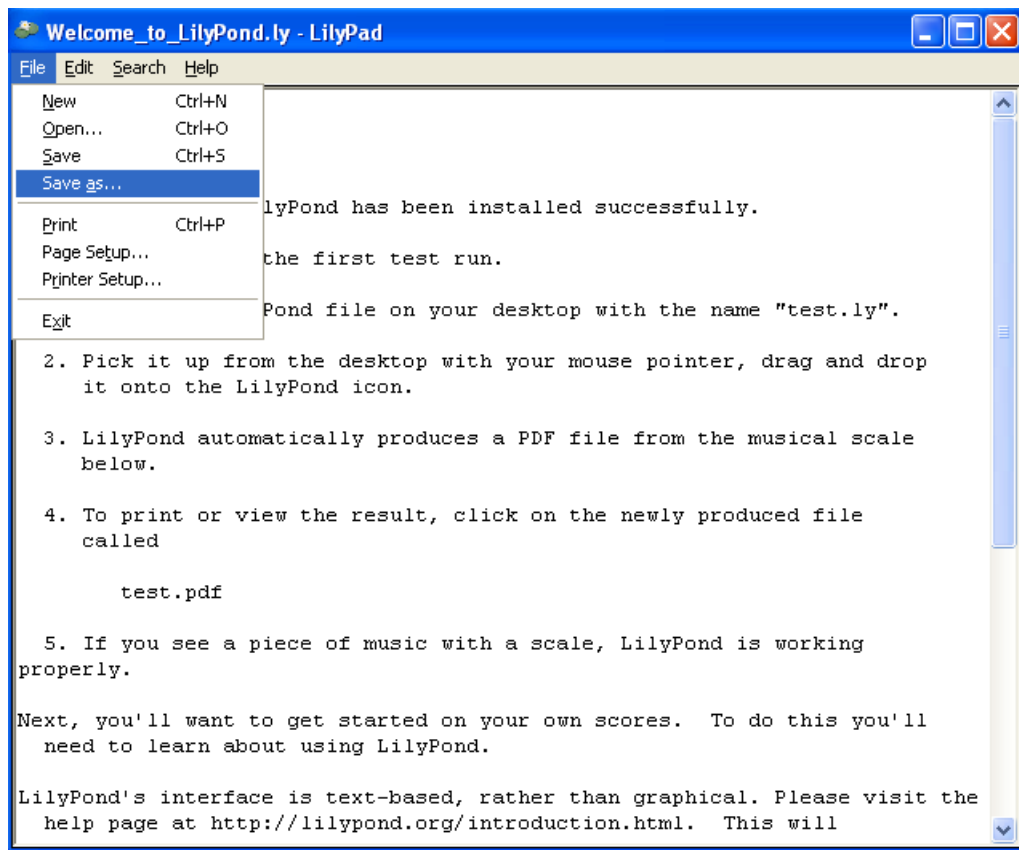 Welcome_to_LilyPond.ly - LilyPad
File Edit Search Help
New Ctrl+N
Open... Ctrl+O
Save Ctrl+S
Save as...
Print Ctrl+P
Page Setup...
Printer Setup...
Exit
lyPond has been installed successfully.
the first test run.
Pond file on your desktop with the name "test.ly".
2. Pick it up from the desktop with your mouse pointer, drag and drop
it onto the LilyPond icon.
3. LilyPond automatically produces a PDF file from the musical scale
below.
4. To print or view the result, click on the newly produced file
called
test.pdf
5. If you see a piece of music with a scale, LilyPond is working
properly.
Next, you'll want to get started on your own scores.  To do this you'll
need to learn about using LilyPond.
LilyPond's interface is text-based, rather than graphical. Please visit the
help page at http://lilypond.org/introduction.html.  This will